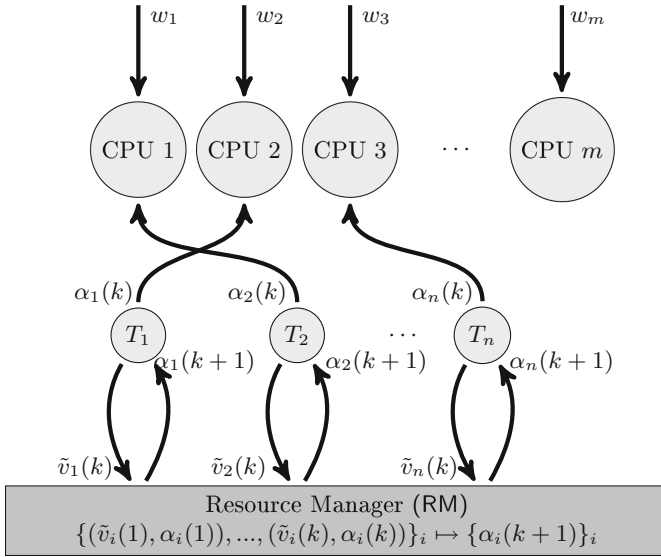 w₁ w₂ w₃ wₘ
CPU 1 CPU 2 CPU 3 ⋯ CPU m
α₁(k) α₂(k) αₙ(k)
T₁ T₂ ⋯ Tₙ
α₁(k+1) α₂(k+1) αₙ(k+1)
ṽ₁(k) ṽ₂(k) ṽₙ(k)
Resource Manager (RM)
{(ṽᵢ(1), αᵢ(1)), ..., (ṽᵢ(k), αᵢ(k))}ᵢ ↦ {αᵢ(k+1)}ᵢ